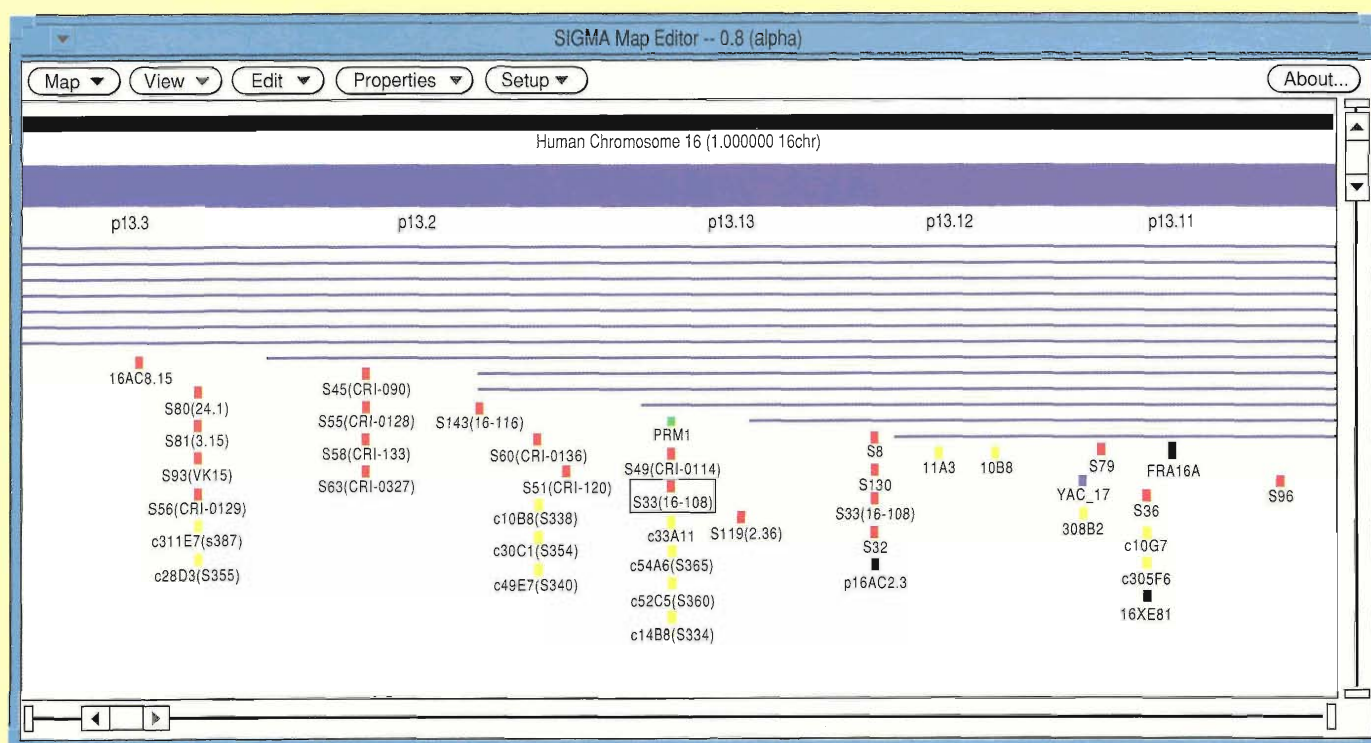 SIGMA Map Editor -- 0.8 (alpha)
Map View Edit Properties Setup About...
Human Chromosome 16 (1.000000 16chr)
p13.3 p13.2 p13.13 p13.12 p13.11
16AC8.15
S80(24.1)
S81(3.15)
S93(VK15)
S56(CRI-0129)
c311E7(s387)
c28D3(S355)
S45(CRI-090)
S55(CRI-0128)
S58(CRI-133)
S63(CRI-0327)
S143(16-116)
S60(CRI-0136)
S51(CRI-120)
c10B8(S338)
c30C1(S354)
c49E7(S340)
PRM1
S49(CRI-0114)
S33(16-108)
c33A11
c54A6(S365)
c52C5(S360)
c14B8(S334)
S119(2.36)
S8
S130
S33(16-108)
S32
p16AC2.3
11A3
10B8
S79
YAC_17
308B2
FRA16A
S36
c10G7
c305F6
16XE81
S96